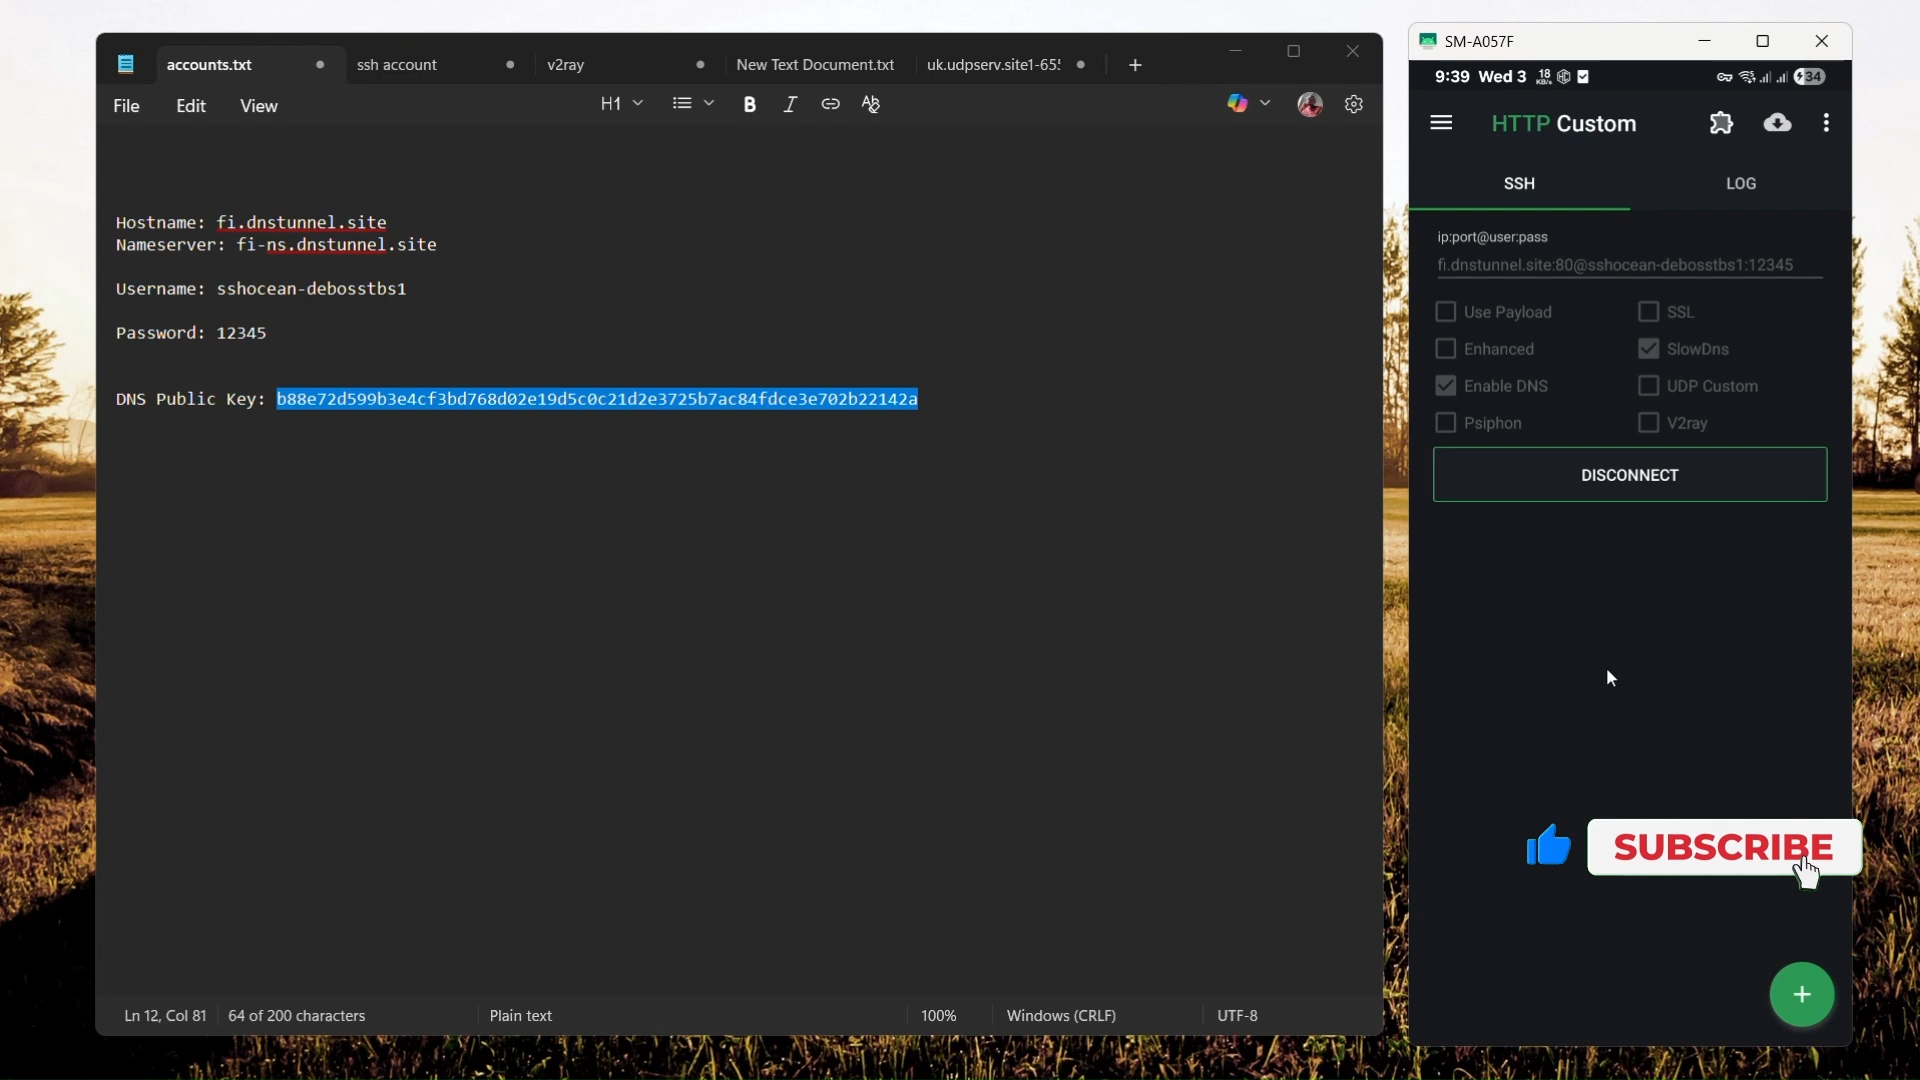 accounts.txt
ssh account
v2ray
New Text Document.txt
uk.udpserv.site1-65!
File Edit View
H1
B I
Hostname: fi.dnstunnel.site
Nameserver: fi-ns.dnstunnel.site
Username: sshocean-debosstbs1
Password: 12345
DNS Public Key: b88e72d599b3e4cf3bd768d02e19d5c0c21d2e3725b7ac84fdce3e702b22142a
Ln 12, Col 81
64 of 200 characters
Plain text
100%
Windows (CRLF)
UTF-8
SM-A057F
9:39 Wed 3 18 KB/s 34
HTTP Custom
SSH LOG
ip:port@user:pass
fi.dnstunnel.site:80@sshocean-debosstbs1:12345
Use Payload SSL
Enhanced SlowDns
Enable DNS UDP Custom
Psiphon V2ray
DISCONNECT
SUBSCRIBE